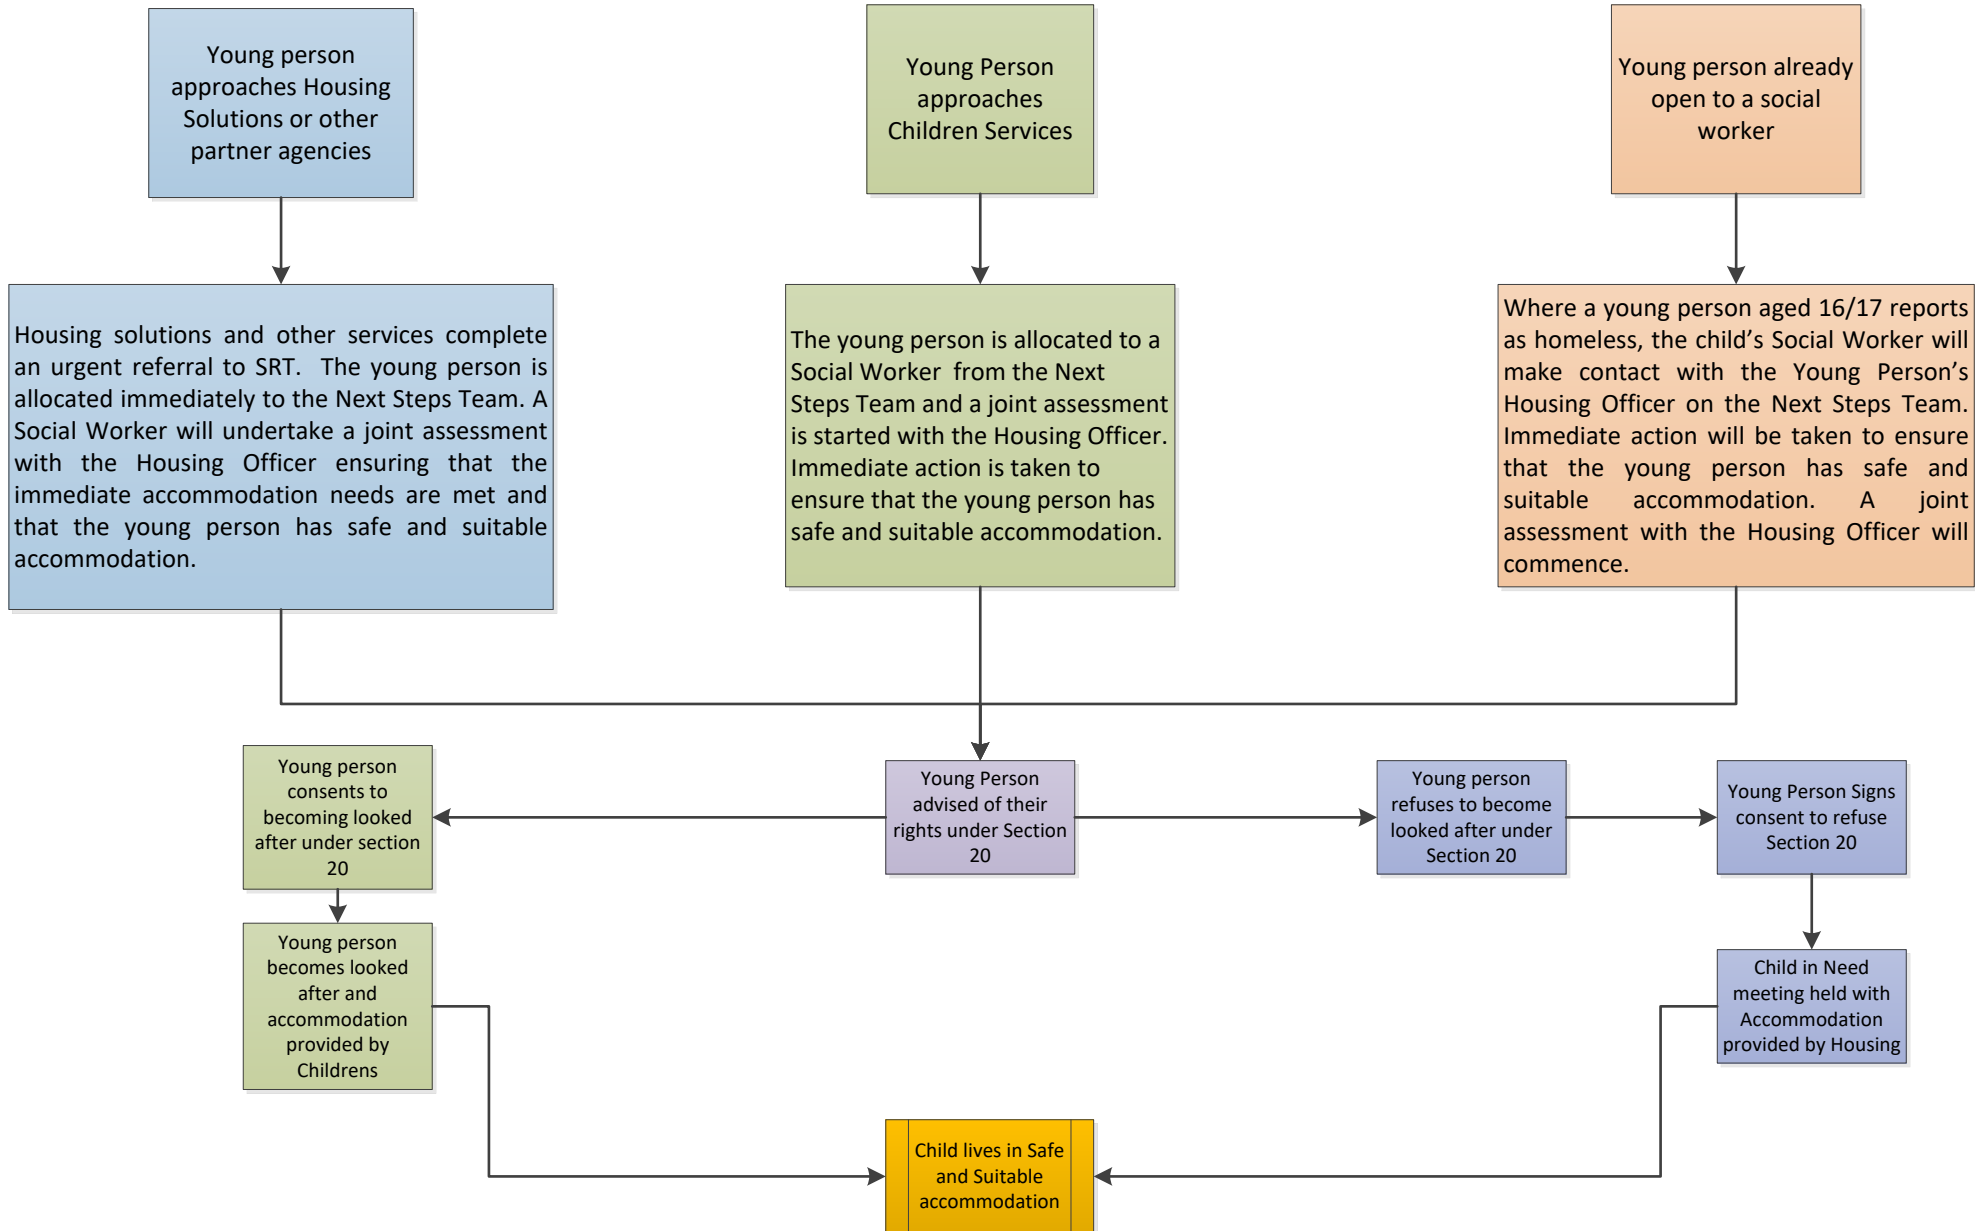 Young person
approaches Housing
Solutions or other
partner agencies
Young Person
approaches
Children Services
Young person already
open to a social
worker
Housing solutions and other services complete
an urgent referral to SRT. The young person is
allocated immediately to the Next Steps Team. A
Social Worker will undertake a joint assessment
with the Housing Officer ensuring that the
immediate accommodation needs are met and
that the young person has safe and suitable
accommodation.
The young person is allocated to a
Social Worker from the Next
Steps Team and a joint assessment
is started with the Housing Officer.
Immediate action is taken to
ensure that the young person has
safe and suitable accommodation.
Where a young person aged 16/17 reports
as homeless, the child’s Social Worker will
make contact with the Young Person’s
Housing Officer on the Next Steps Team.
Immediate action will be taken to ensure
that the young person has safe and
suitable accommodation. A joint
assessment with the Housing Officer will
commence.
Young person
consents to
becoming looked
after under section
20
Young Person
advised of their
rights under Section
20
Young person
refuses to become
looked after under
Section 20
Young Person Signs
consent to refuse
Section 20
Young person
becomes looked
after and
accommodation
provided by
Childrens
Child in Need
meeting held with
Accommodation
provided by Housing
Child lives in Safe
and Suitable
accommodation